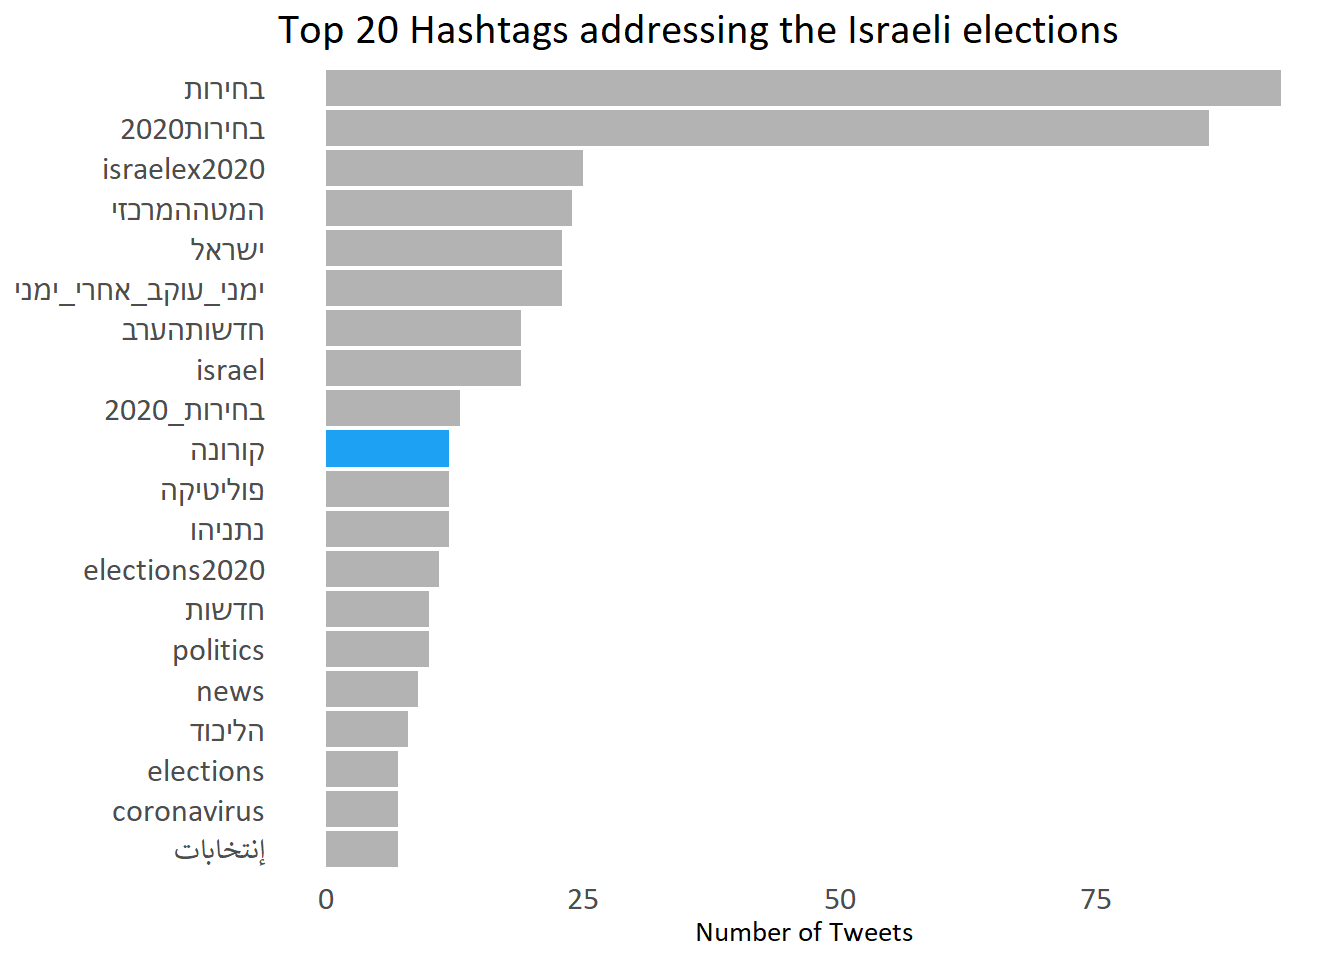 Top 20 Hashtags addressing the Israeli elections
בחירות
בחירות2020
israelex2020
המטההמרכזי
ישראל
ימני_עוקב_אחרי_ימני
חדשותהערב
israel
בחירות_2020
קורונה
פוליטיקה
נתניהו
elections2020
חדשות
politics
news
הליכוד
elections
coronavirus
إنتخابات
0 25 50 75
Number of Tweets